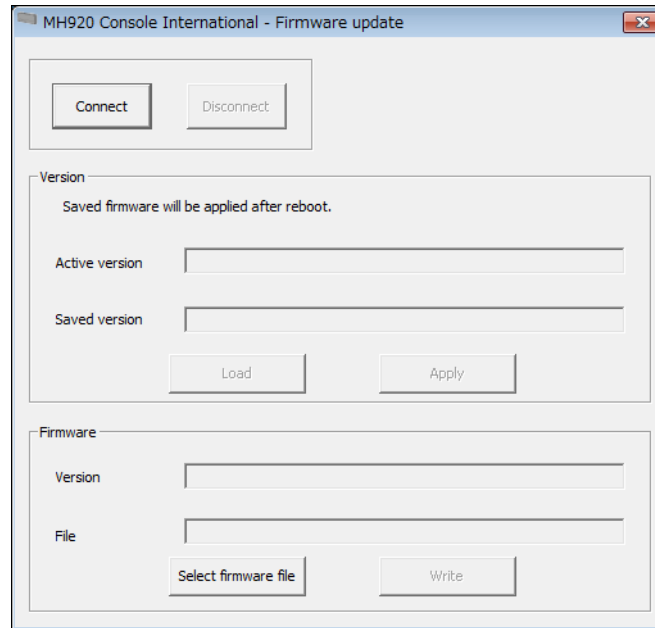 MH920 Console International - Firmware update
Connect
Disconnect
Version
Saved firmware will be applied after reboot.
Active version
Saved version
Load
Apply
Firmware
Version
File
Select firmware file
Write